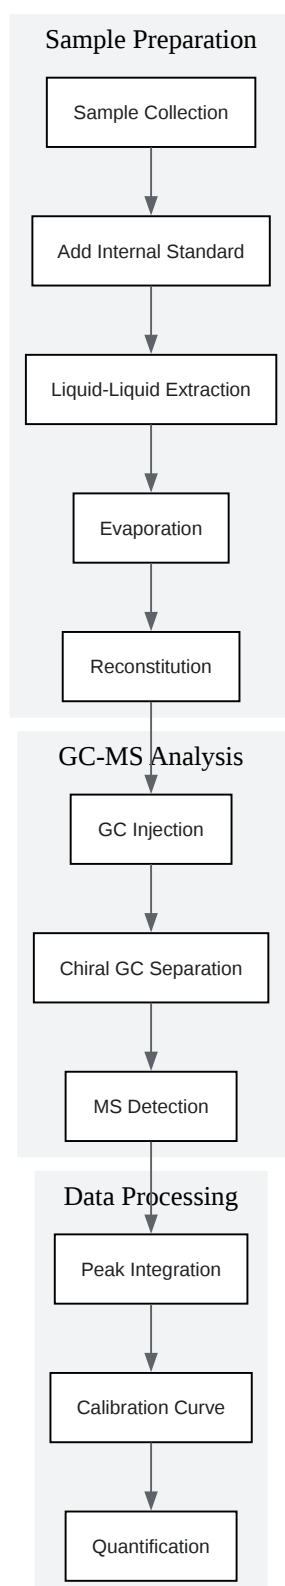 Sample Preparation
Sample Collection
Add Internal Standard
Liquid-Liquid Extraction
Evaporation
Reconstitution
GC-MS Analysis
GC Injection
Chiral GC Separation
MS Detection
Data Processing
Peak Integration
Calibration Curve
Quantification